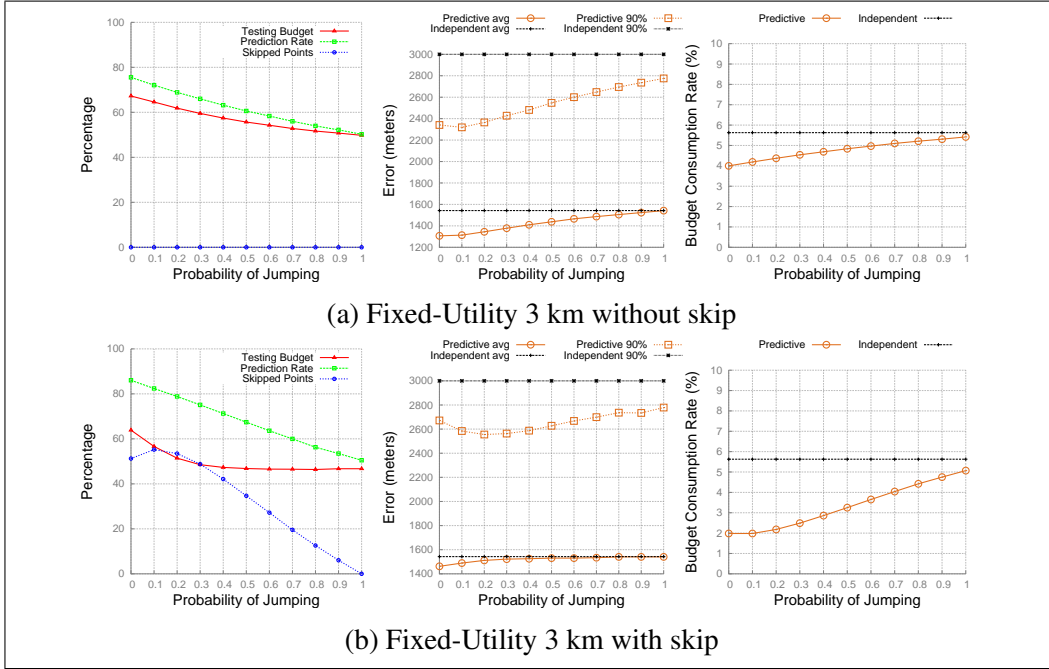 Testing Budget
Prediction Rate
Skipped Points
Percentage
100
80
60
40
20
0
0 0.1 0.2 0.3 0.4 0.5 0.6 0.7 0.8 0.9 1
Probability of Jumping
Predictive avg
Independent avg
Predictive 90%
Independent 90%
Error (meters)
3000
2800
2600
2400
2200
2000
1800
1600
1400
1200
0 0.1 0.2 0.3 0.4 0.5 0.6 0.7 0.8 0.9 1
Probability of Jumping
Predictive
Independent
Budget Consumption Rate (%)
10
9
8
7
6
5
4
3
2
1
0
0 0.1 0.2 0.3 0.4 0.5 0.6 0.7 0.8 0.9 1
Probability of Jumping
(a) Fixed-Utility 3 km without skip
Testing Budget
Prediction Rate
Skipped Points
Percentage
100
80
60
40
20
0
0 0.1 0.2 0.3 0.4 0.5 0.6 0.7 0.8 0.9 1
Probability of Jumping
Predictive avg
Independent avg
Predictive 90%
Independent 90%
Error (meters)
3000
2800
2600
2400
2200
2000
1800
1600
1400
0 0.1 0.2 0.3 0.4 0.5 0.6 0.7 0.8 0.9 1
Probability of Jumping
Predictive
Independent
Budget Consumption Rate (%)
10
9
8
7
6
5
4
3
2
1
0
0 0.1 0.2 0.3 0.4 0.5 0.6 0.7 0.8 0.9 1
Probability of Jumping
(b) Fixed-Utility 3 km with skip